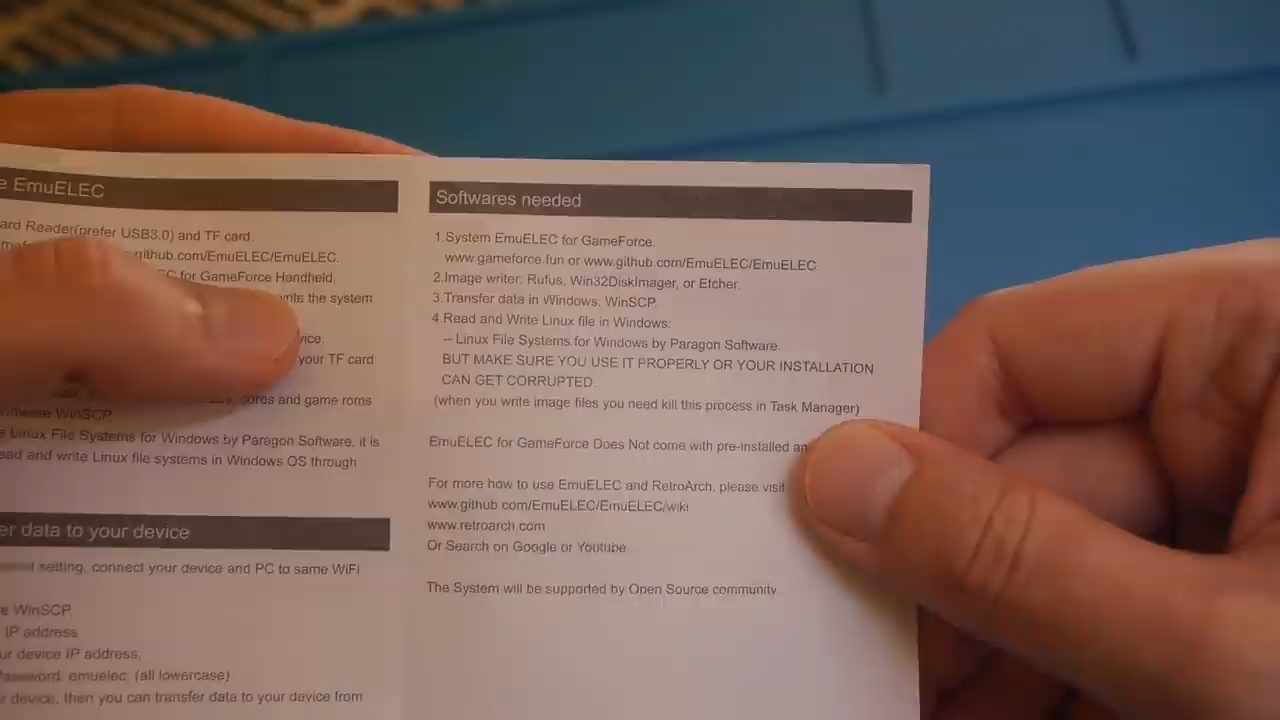 e EmuELEC
ard Reader(prefer USB3.0) and TF card.
github.com/EmuELEC/EmuELEC.
C for GameForce Handheld.
write the system
vice.
your TF card
cores and game roms
oftware WinSCP
e Linux File Systems for Windows by Paragon Software, it is
ead and write Linux file systems in Windows OS through
er data to your device
setting, connect your device and PC to same WiFi
e WinSCP
IP address
ur device IP address,
Password: emuelec, (all lowercase)
r device, then you can transfer data to your device from
Softwares needed
1.System EmuELEC for GameForce.
www.gameforce.fun or www.github.com/EmuELEC/EmuELEC.
2.Image writer: Rufus, Win32DiskImager, or Etcher.
3.Transfer data in Windows: WinSCP.
4.Read and Write Linux file in Windows:
-- Linux File Systems for Windows by Paragon Software.
BUT MAKE SURE YOU USE IT PROPERLY OR YOUR INSTALLATION
CAN GET CORRUPTED.
(when you write image files you need kill this process in Task Manager)
EmuELEC for GameForce Does Not come with pre-installed an
For more how to use EmuELEC and RetroArch, please visit
www.github.com/EmuELEC/EmuELEC/wiki
www.retroarch.com
Or Search on Google or Youtube.
The System will be supported by Open Source community.